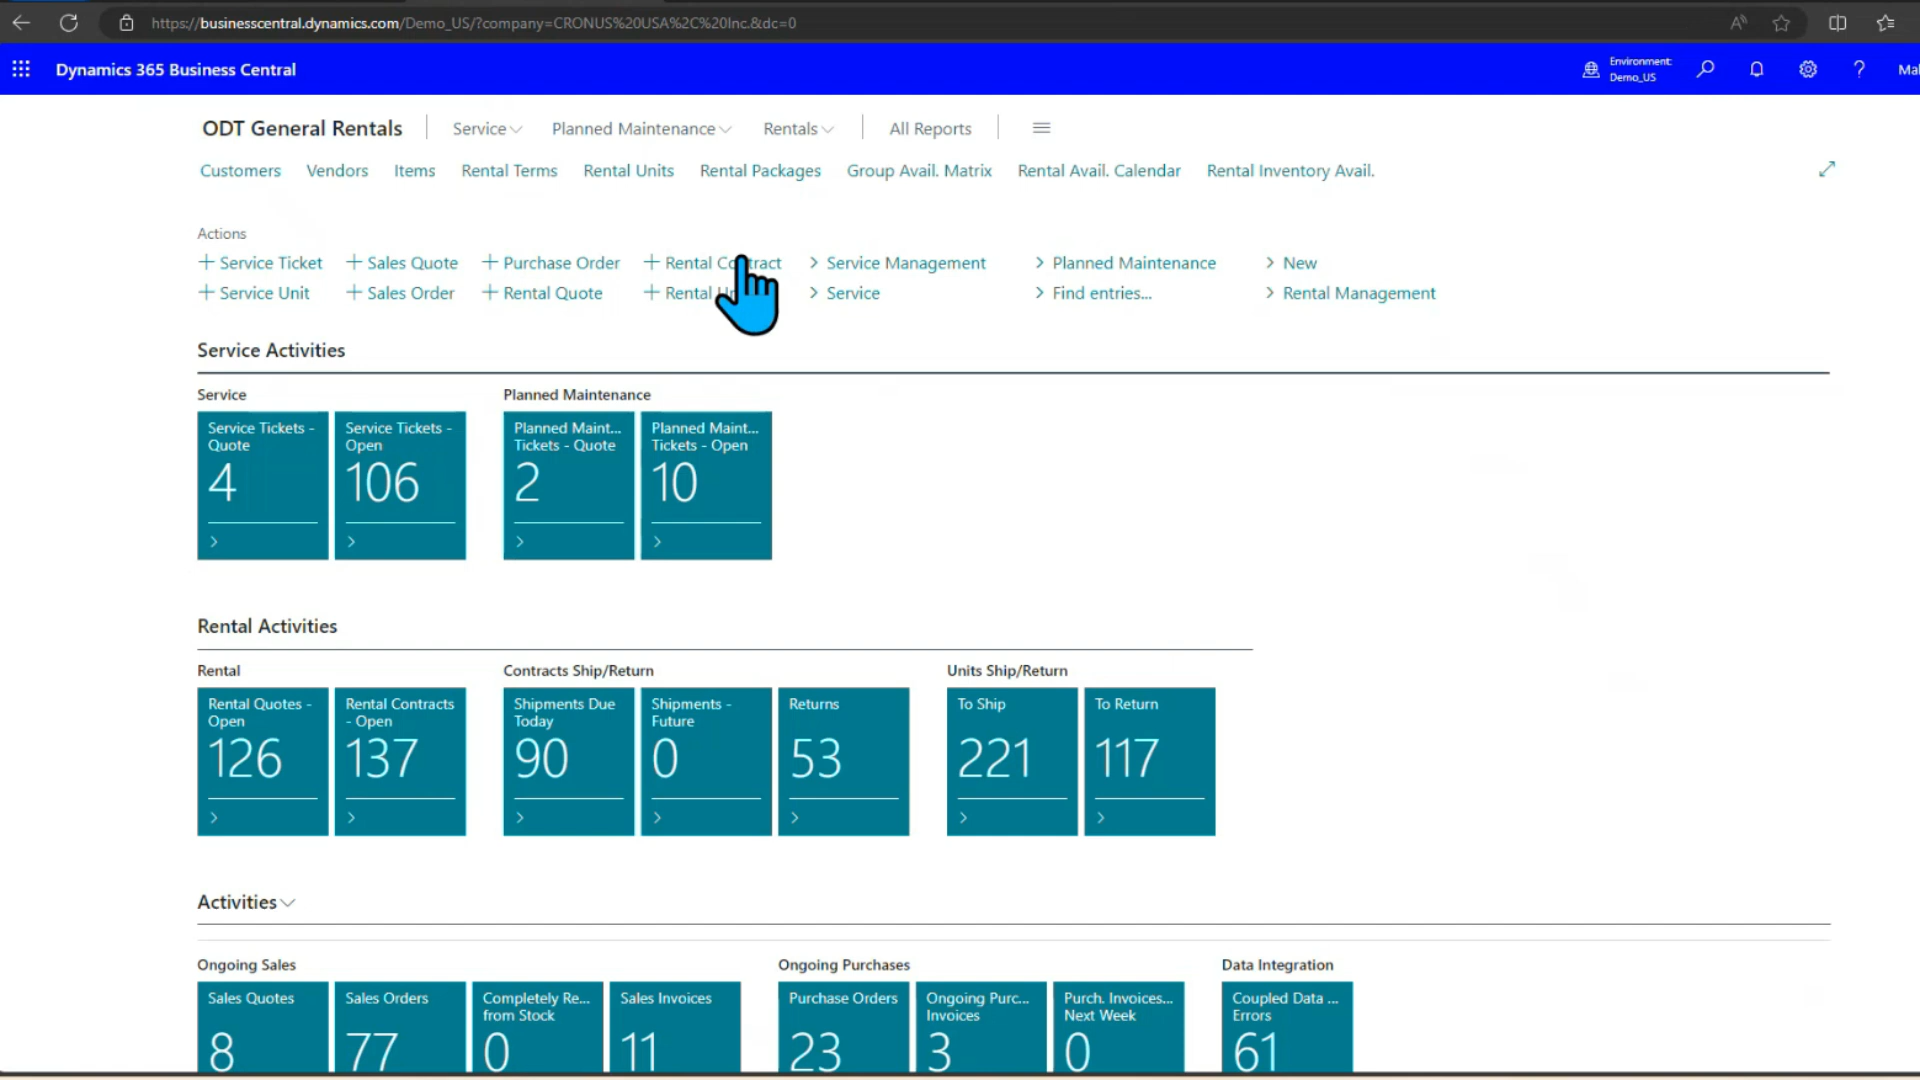 https://businesscentral.dynamics.com/Demo_US/?company=CRONUS%20USA%2C%20Inc.&dc=0
Dynamics 365 Business Central
Environment:
Demo_US
ODT General Rentals
Service
Planned Maintenance
Rentals
All Reports
Customers Vendors Items Rental Terms Rental Units Rental Packages Group Avail. Matrix Rental Avail. Calendar Rental Inventory Avail.
Actions
+ Service Ticket + Sales Quote + Purchase Order + Rental Contract > Service Management > Planned Maintenance > New
+ Service Unit + Sales Order + Rental Quote + Rental > Service > Find entries... > Rental Management
Service Activities
Service
Planned Maintenance
Service Tickets -
Quote
4
Service Tickets -
Open
106
Planned Maint...
Tickets - Quote
2
Planned Maint...
Tickets - Open
10
Rental Activities
Rental
Contracts Ship/Return
Units Ship/Return
Rental Quotes -
Open
126
Rental Contracts
- Open
137
Shipments Due
Today
90
Shipments -
Future
0
Returns
53
To Ship
221
To Return
117
Activities
Ongoing Sales
Ongoing Purchases
Data Integration
Sales Quotes
8
Sales Orders
77
Completely Re...
from Stock
0
Sales Invoices
11
Purchase Orders
23
Ongoing Purc...
Invoices
3
Purch. Invoices...
Next Week
0
Coupled Data ...
Errors
61